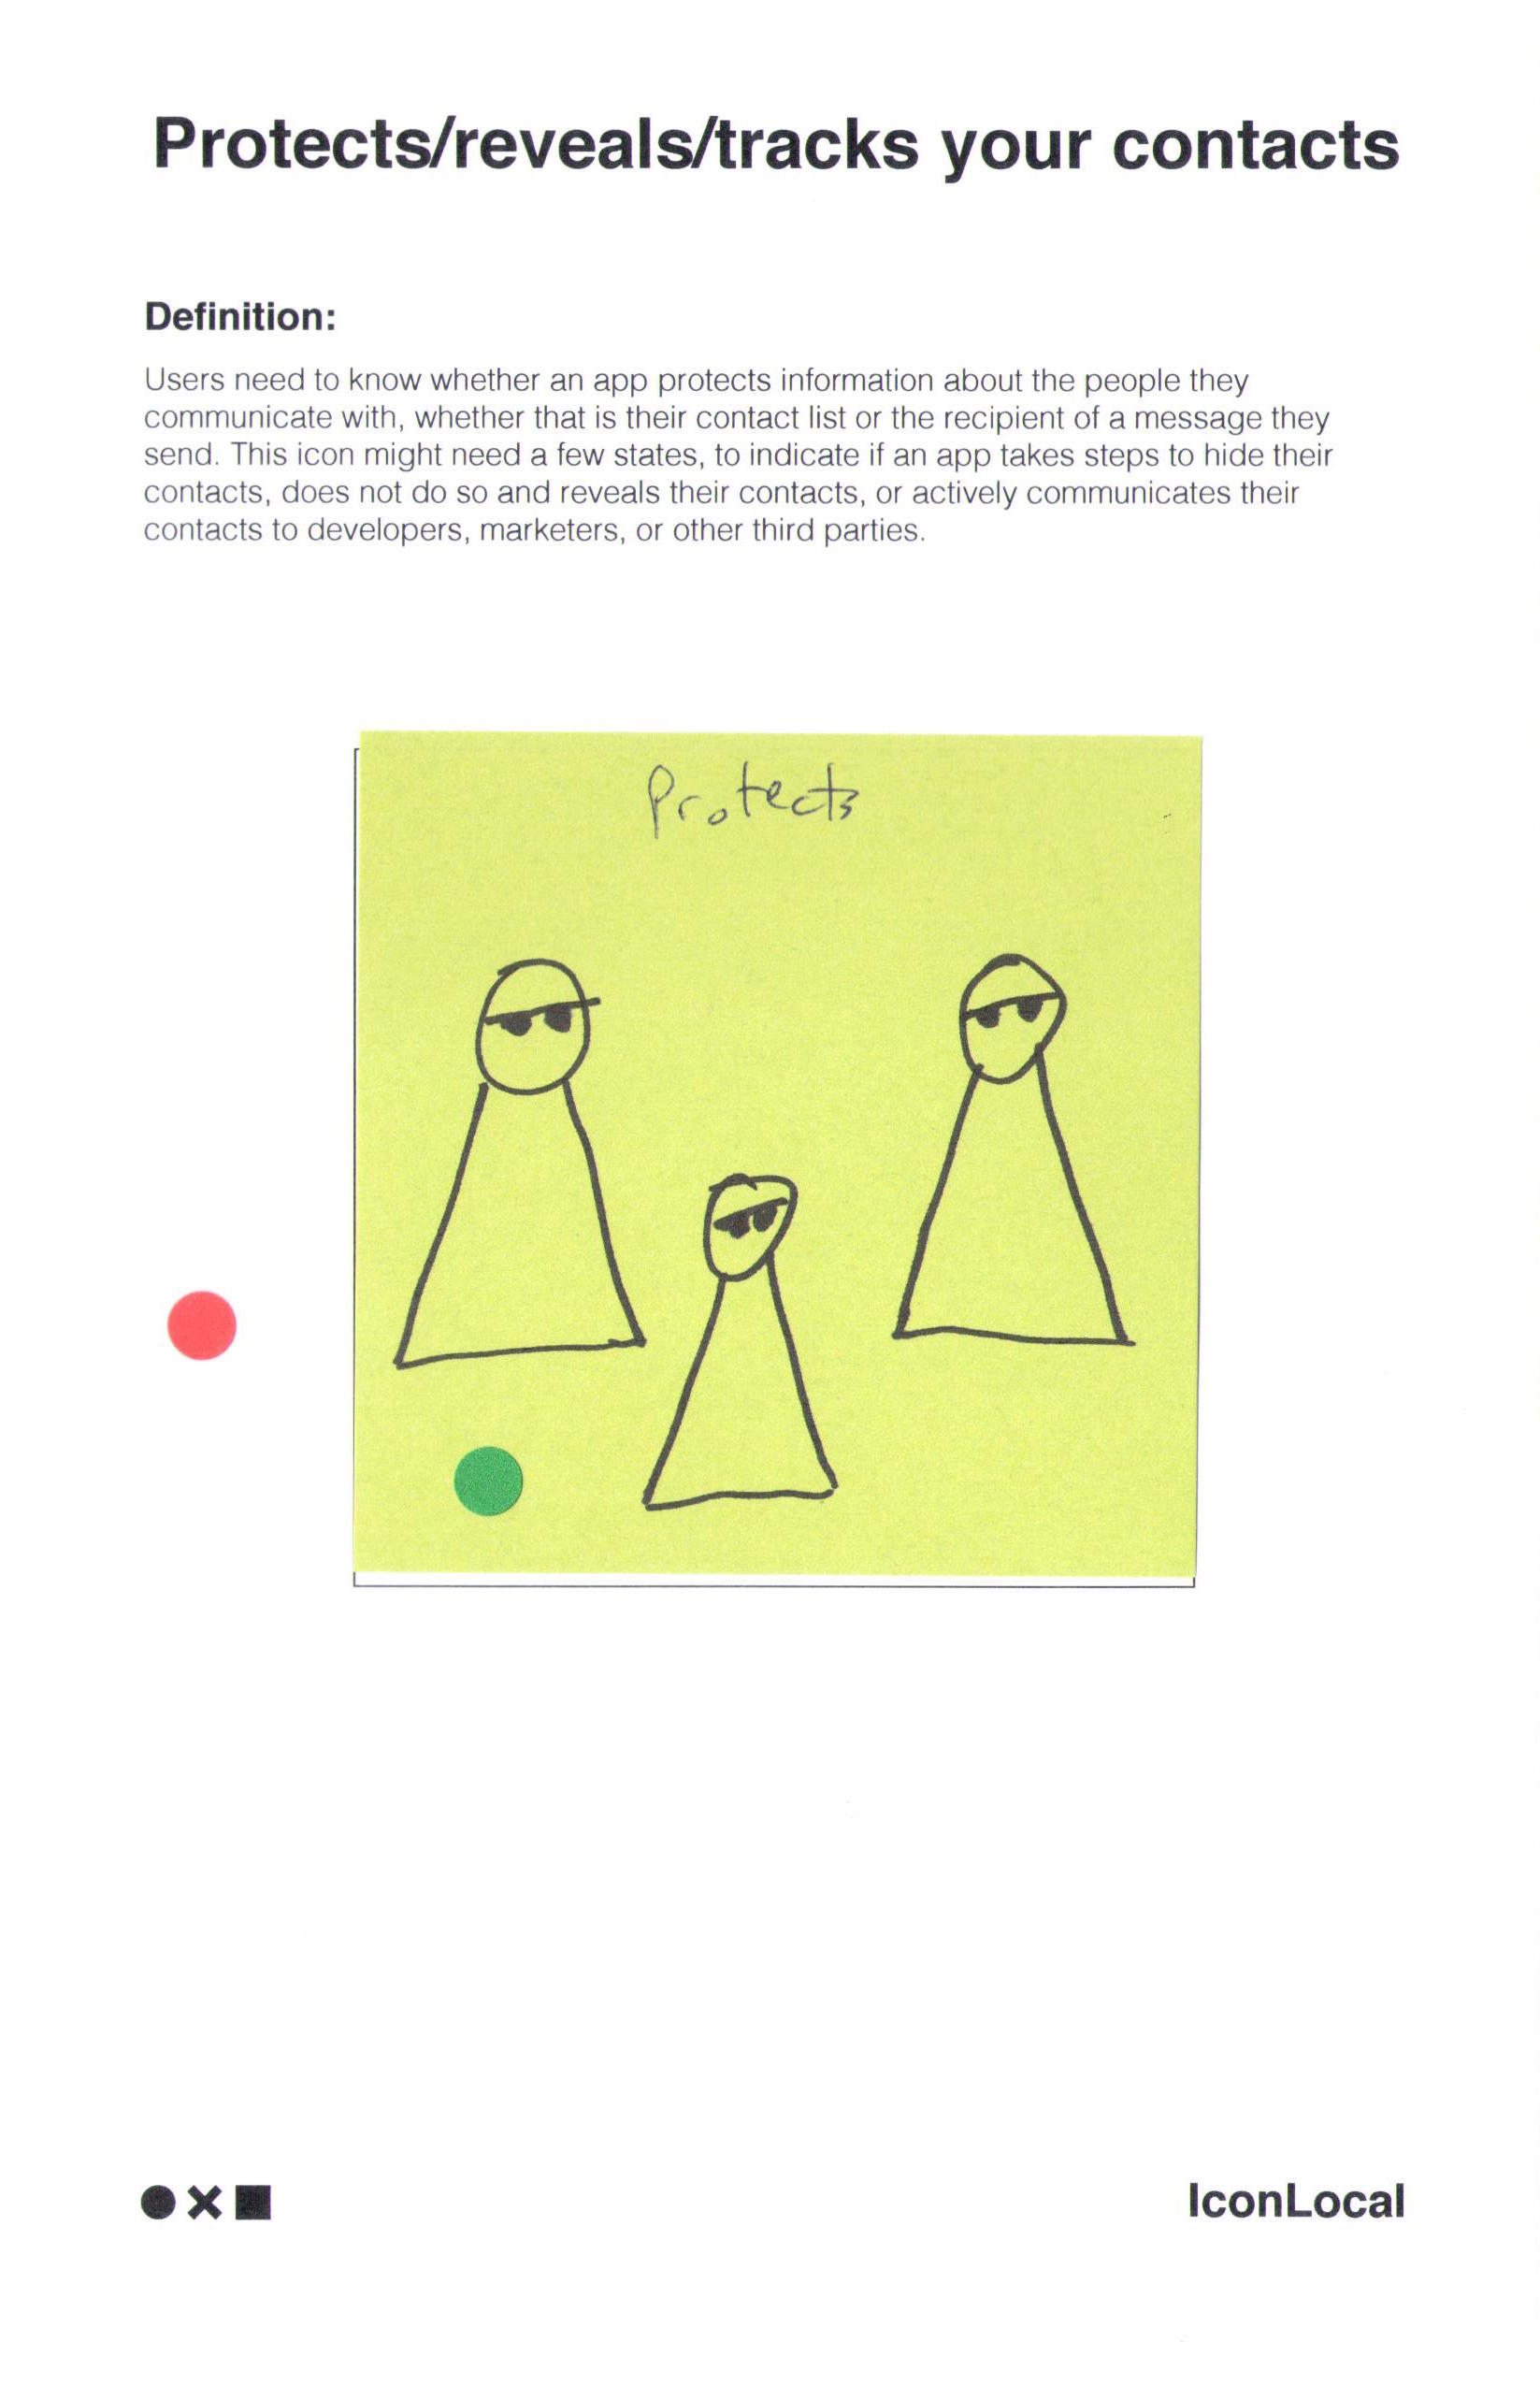 Protects/reveals/tracks your contacts
Definition:
Users need to know whether an app protects information about the people they
communicate with, whether that is their contact list or the recipient of a message they
send. This icon might need a few states, to indicate if an app takes steps to hide their
contacts, does not do so and reveals their contacts, or actively communicates their
contacts to developers, marketers, or other third parties.
Protects
IconLocal